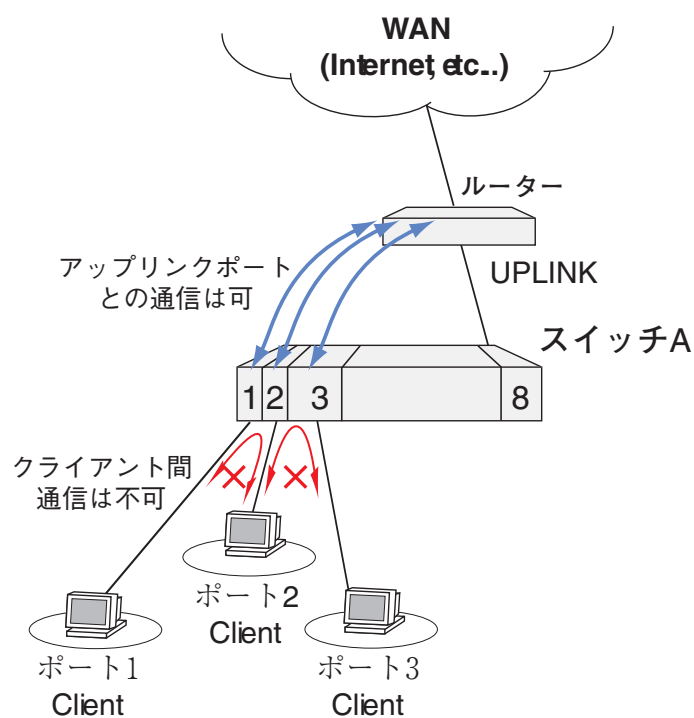 WAN
(Internet, etc...)
ルーター
アップリンクポート
との通信は可
UPLINK
スイッチA
1 2 3 8
クライアント間
通信は不可
ポート2
Client
ポート1
Client
ポート3
Client